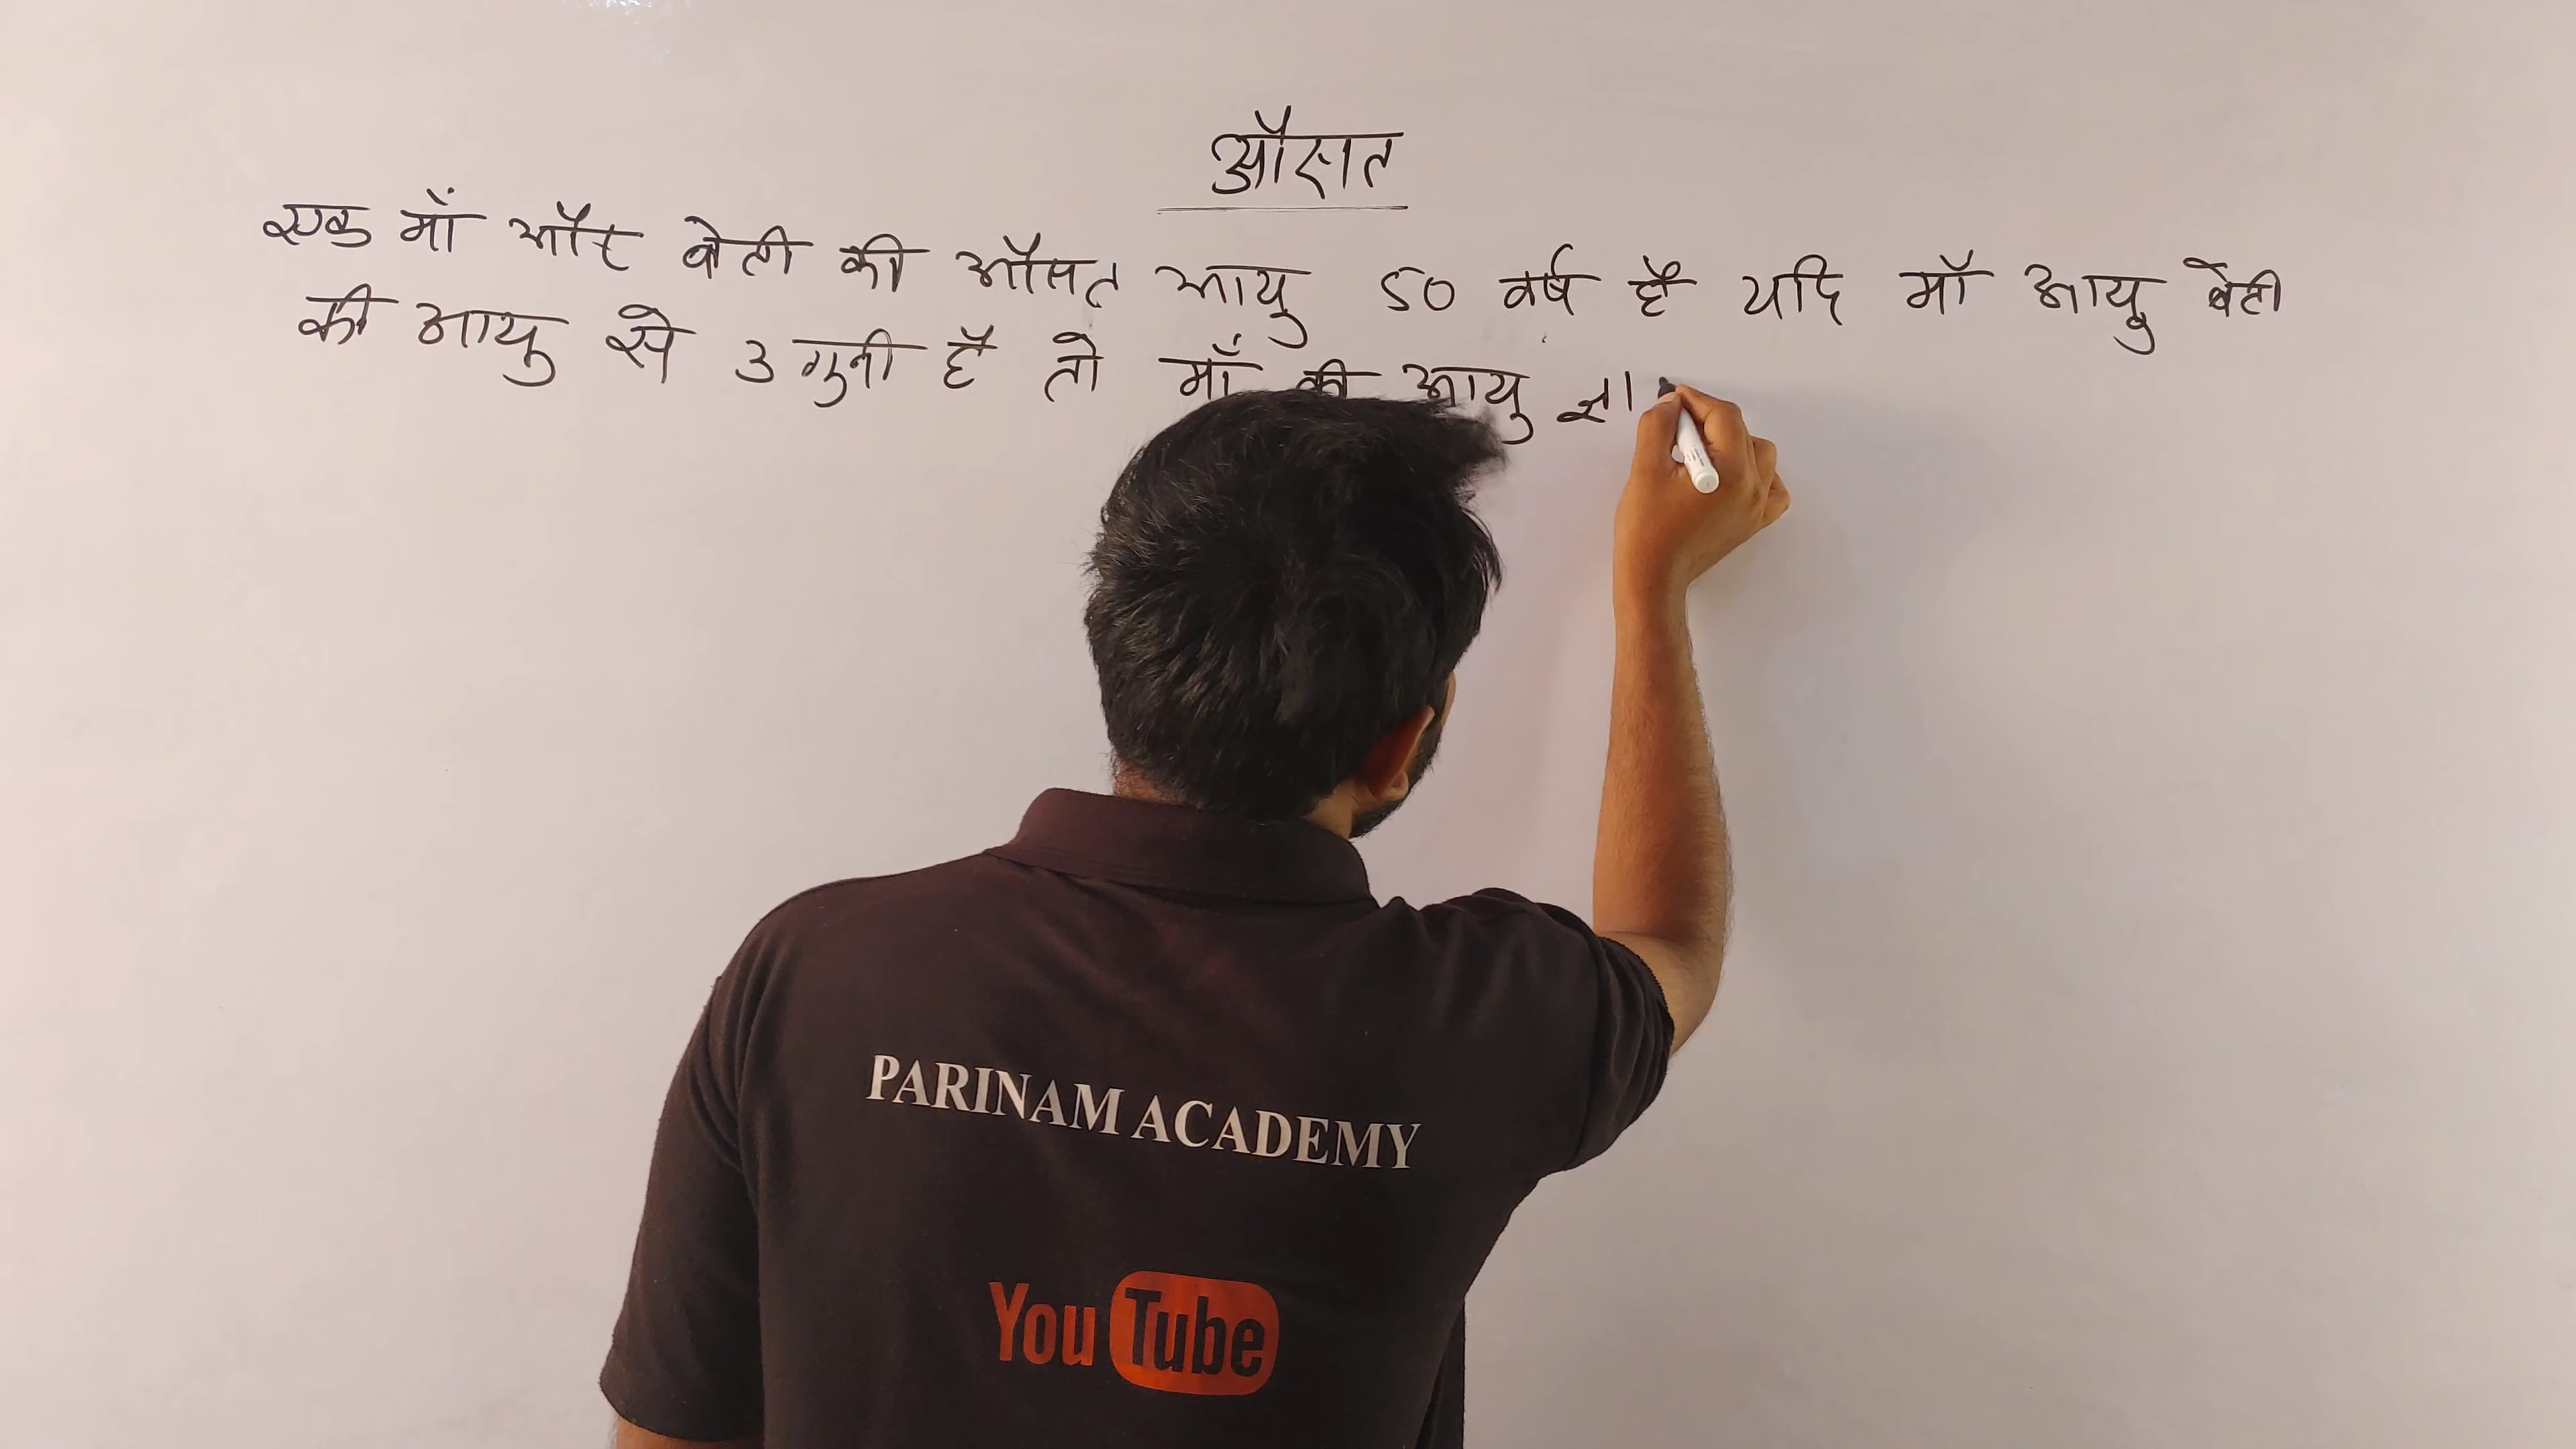 औसत
एक माँ और बेटी की औसत आयु 50 वर्ष है यदि माँ आयु बेटी
की आयु से 3 गुनी है तो माँ की आयु ज्ञा
PARINAM ACADEMY
YouTube